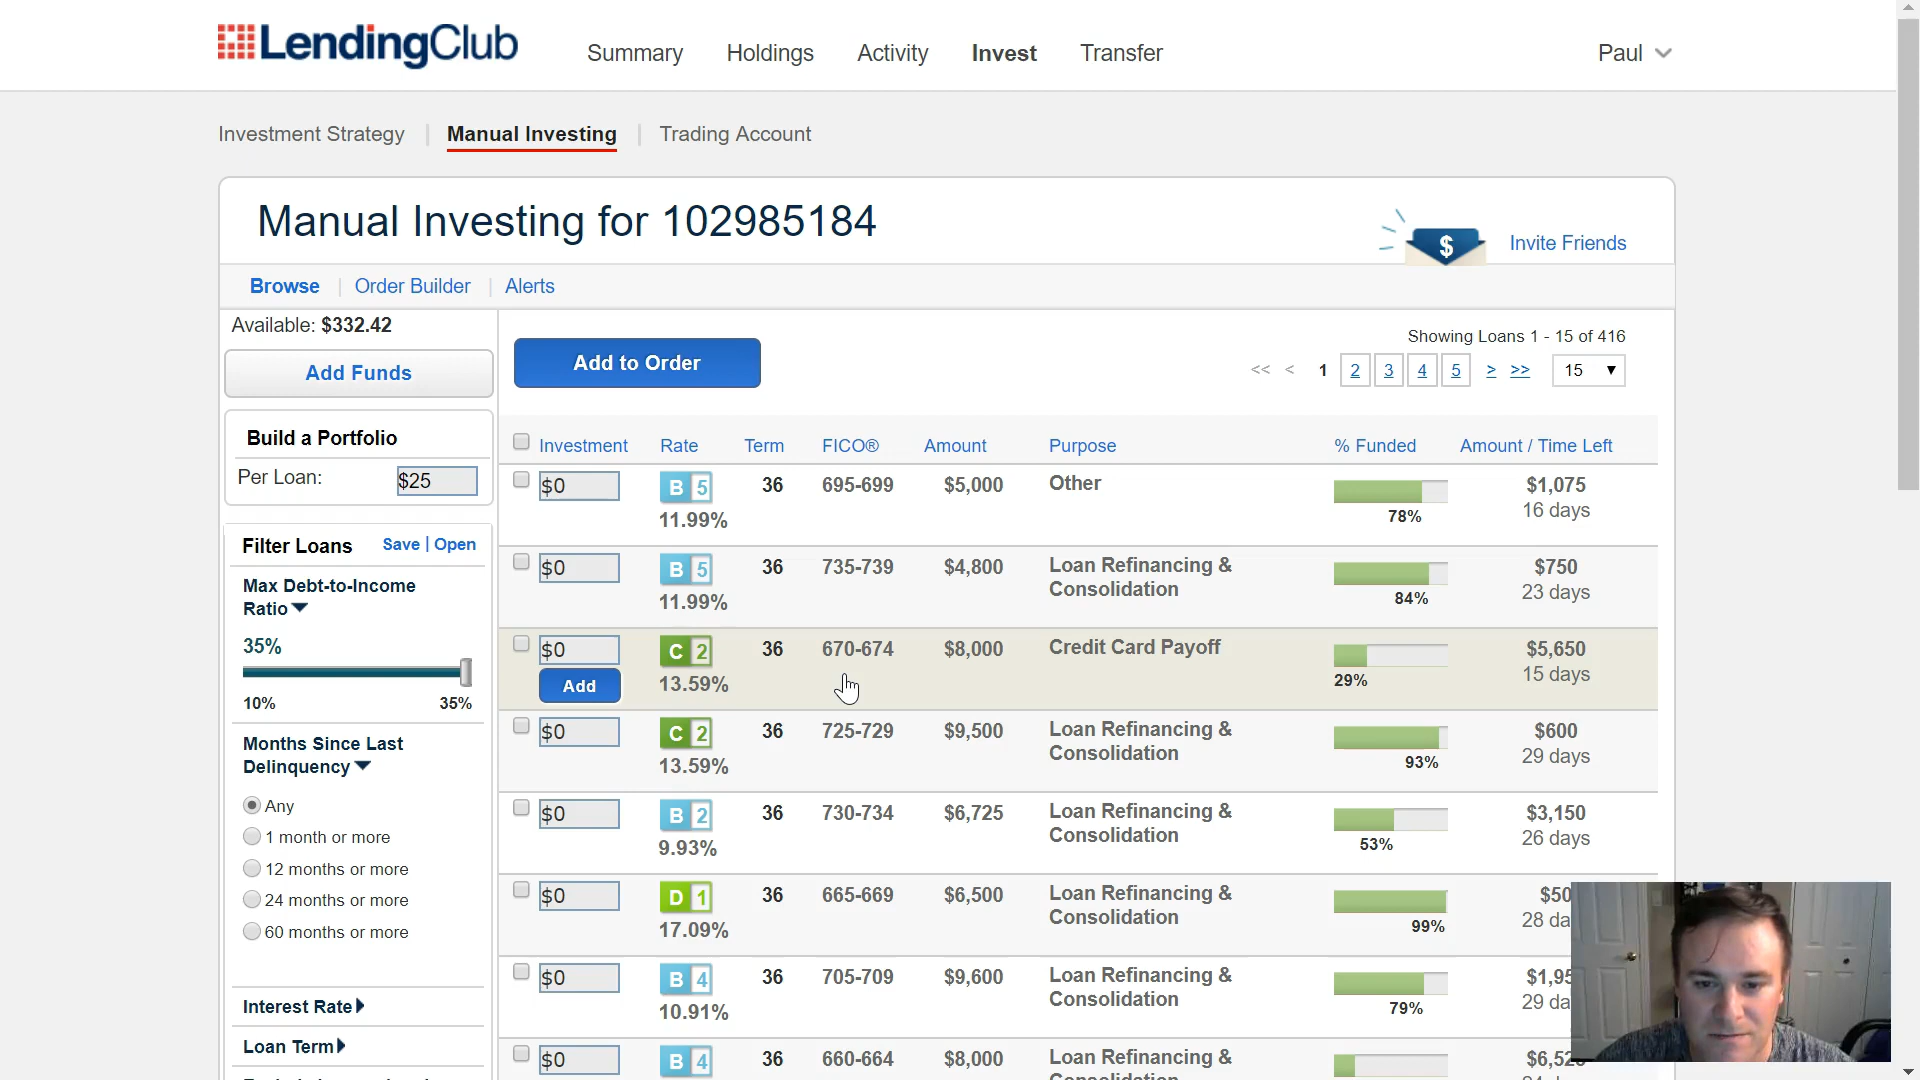 LendingClub
Summary Holdings Activity Invest Transfer Paul
Investment Strategy | Manual Investing | Trading Account
Manual Investing for 102985184
$ Invite Friends
Browse | Order Builder | Alerts
Available: $332.42
Add Funds
Build a Portfolio
Per Loan: $25
Filter Loans Save | Open
Max Debt-to-Income
Ratio
35%
10% 35%
Months Since Last
Delinquency
Any
1 month or more
12 months or more
24 months or more
60 months or more
Interest Rate
Loan Term
Add to Order
Showing Loans 1 - 15 of 416
<< < 1 2 3 4 5 > >> 15
Investment Rate Term FICO® Amount Purpose % Funded Amount / Time Left
$0 B 5 36 695-699 $5,000 Other $1,075
11.99% 78% 16 days
$0 B 5 36 735-739 $4,800 Loan Refinancing & $750
11.99% Consolidation 84% 23 days
$0 C 2 36 670-674 $8,000 Credit Card Payoff $5,650
Add 13.59% 29% 15 days
$0 C 2 36 725-729 $9,500 Loan Refinancing & $600
13.59% Consolidation 93% 29 days
$0 B 2 36 730-734 $6,725 Loan Refinancing & $3,150
9.93% Consolidation 53% 26 days
$0 D 1 36 665-669 $6,500 Loan Refinancing & $50
17.09% Consolidation 99% 28 da
$0 B 4 36 705-709 $9,600 Loan Refinancing & $1,95
10.91% Consolidation 79% 29 da
$0 B 4 36 660-664 $8,000 Loan Refinancing & $6,52